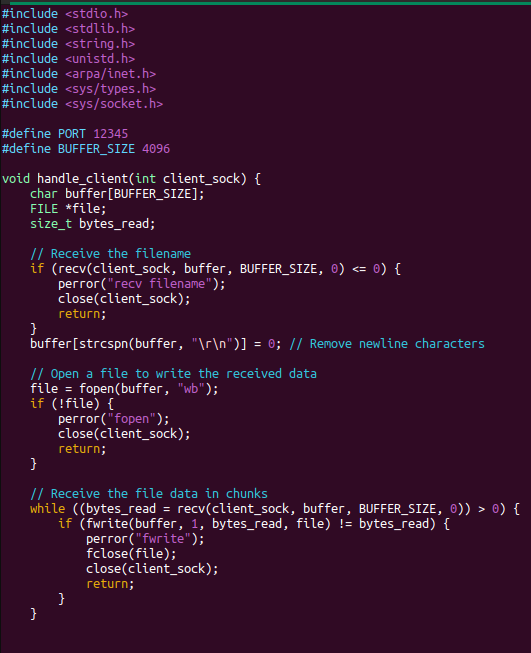 #include <stdio.h>
#include <stdlib.h>
#include <string.h>
#include <unistd.h>
#include <arpa/inet.h>
#include <sys/types.h>
#include <sys/socket.h>

#define PORT 12345
#define BUFFER_SIZE 4096

void handle_client(int client_sock) {
    char buffer[BUFFER_SIZE];
    FILE *file;
    size_t bytes_read;

    // Receive the filename
    if (recv(client_sock, buffer, BUFFER_SIZE, 0) <= 0) {
        perror("recv filename");
        close(client_sock);
        return;
    }
    buffer[strcspn(buffer, "\r\n")] = 0; // Remove newline characters

    // Open a file to write the received data
    file = fopen(buffer, "wb");
    if (!file) {
        perror("fopen");
        close(client_sock);
        return;
    }

    // Receive the file data in chunks
    while ((bytes_read = recv(client_sock, buffer, BUFFER_SIZE, 0)) > 0) {
        if (fwrite(buffer, 1, bytes_read, file) != bytes_read) {
            perror("fwrite");
            fclose(file);
            close(client_sock);
            return;
        }
    }